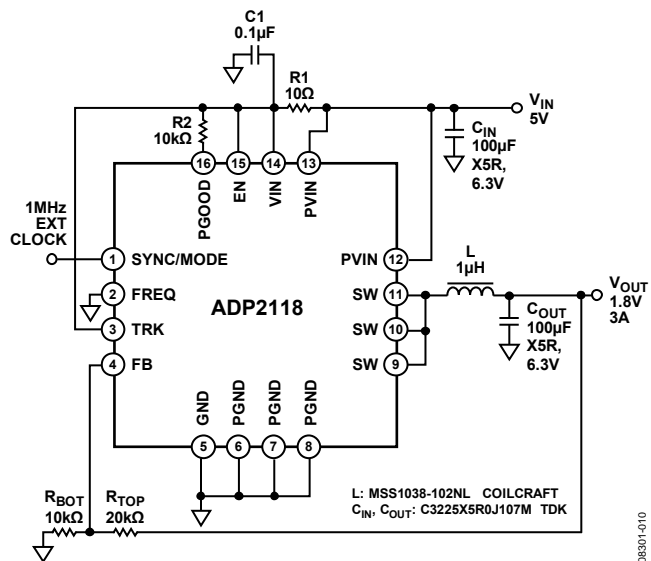 C1
0.1µF
R1
10Ω
VIN
5V
R2
10kΩ
CIN
100µF
X5R,
6.3V
16
15
14
13
PGOOD
EN
VIN
PVIN
1MHz
EXT
CLOCK
1
SYNC/MODE
PVIN
12
2
FREQ
ADP2118
SW
11
L
1µH
VOUT
1.8V
3A
3
TRK
SW
10
COUT
100µF
X5R,
6.3V
4
FB
SW
9
GND
PGND
PGND
PGND
5
6
7
8
RBOT
10kΩ
RTOP
20kΩ
L: MSS1038-102NL COILCRAFT
CIN, COUT: C3225X5R0J107M TDK
08301-010